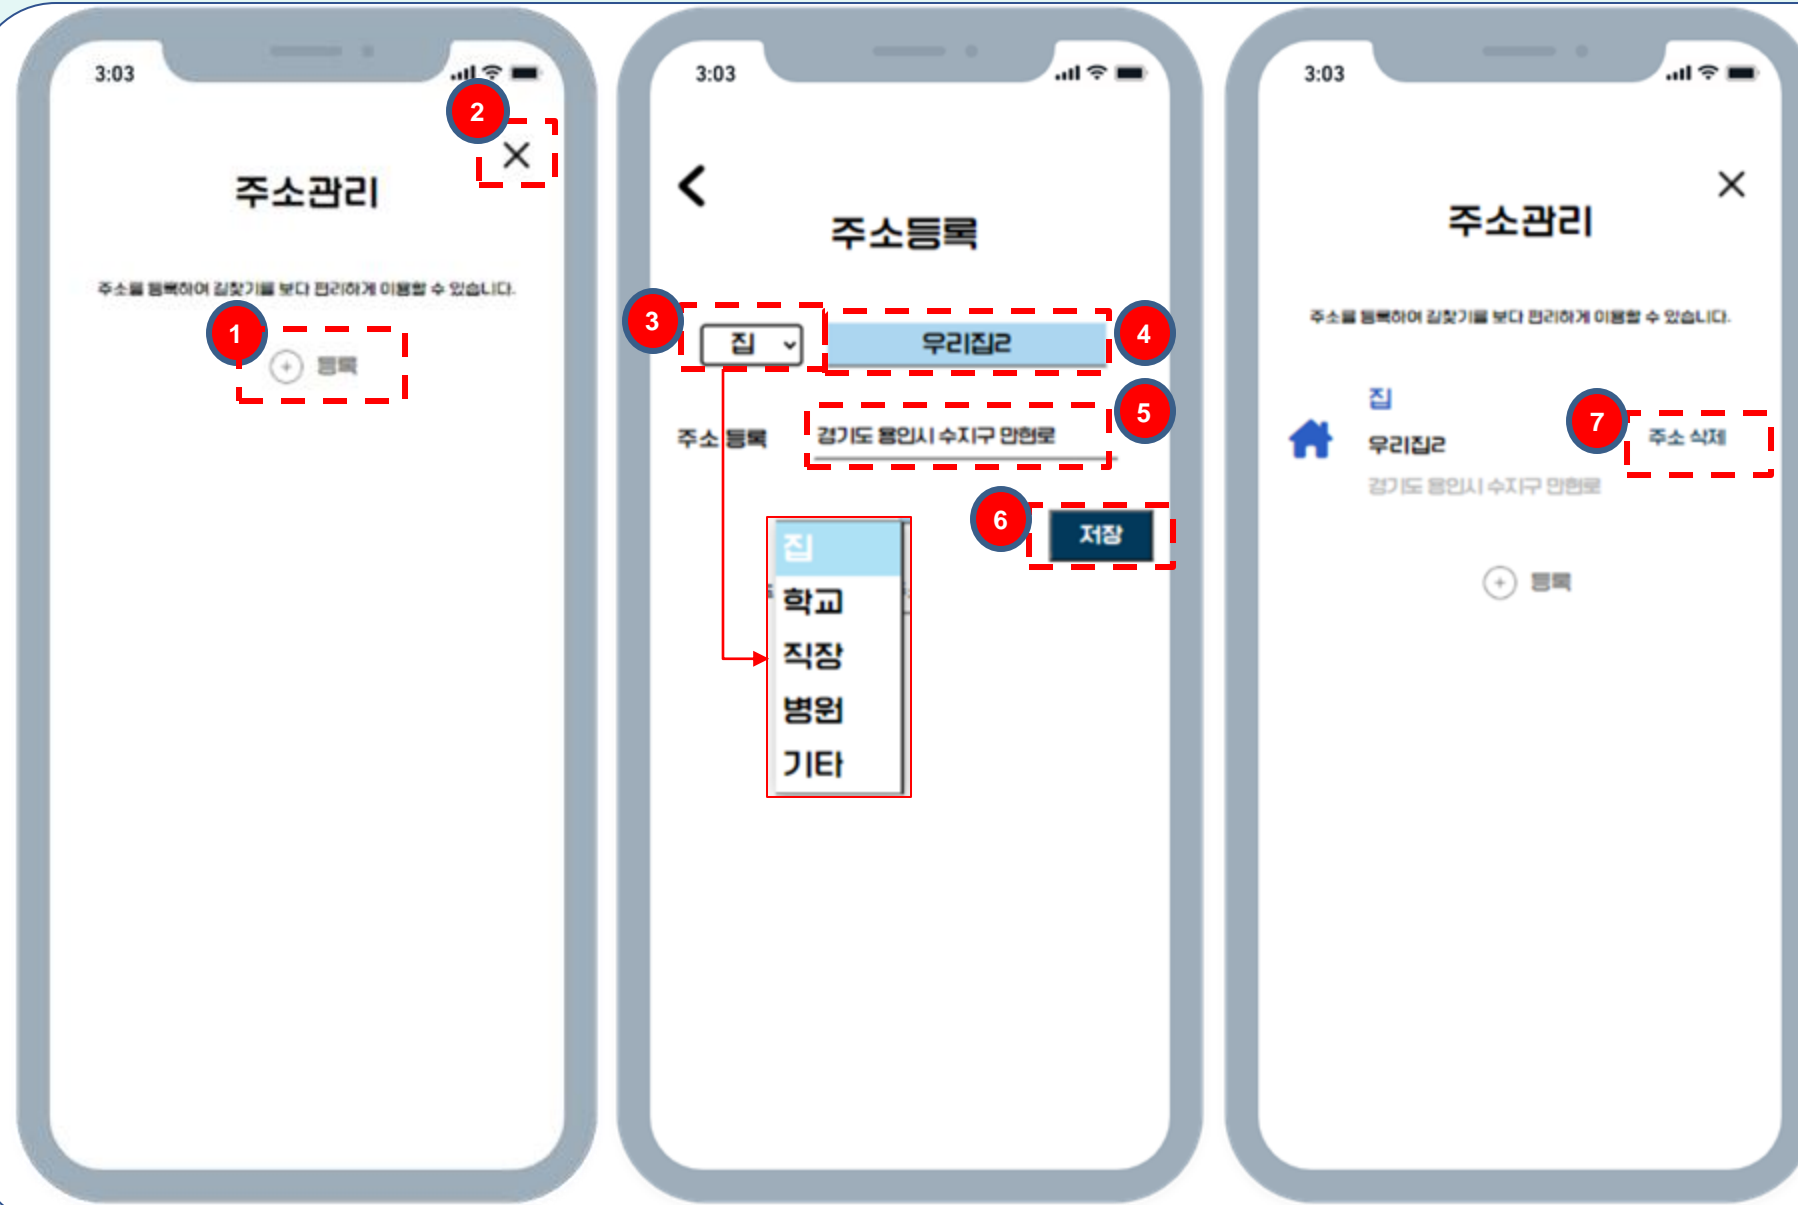 3:03
2
주소관리
주소를 등록하여 길찾기를 보다 편리하게 이용할 수 있습니다.
1
등록
3:03
주소등록
3
집
우리집2
4
5
주소 등록
경기도 용인시 수지구 만현로
6
저장
집
학교
직장
병원
기타
3:03
주소관리
주소를 등록하여 길찾기를 보다 편리하게 이용할 수 있습니다.
집
우리집2
경기도 용인시 수지구 만현로
7
주소 삭제
등록